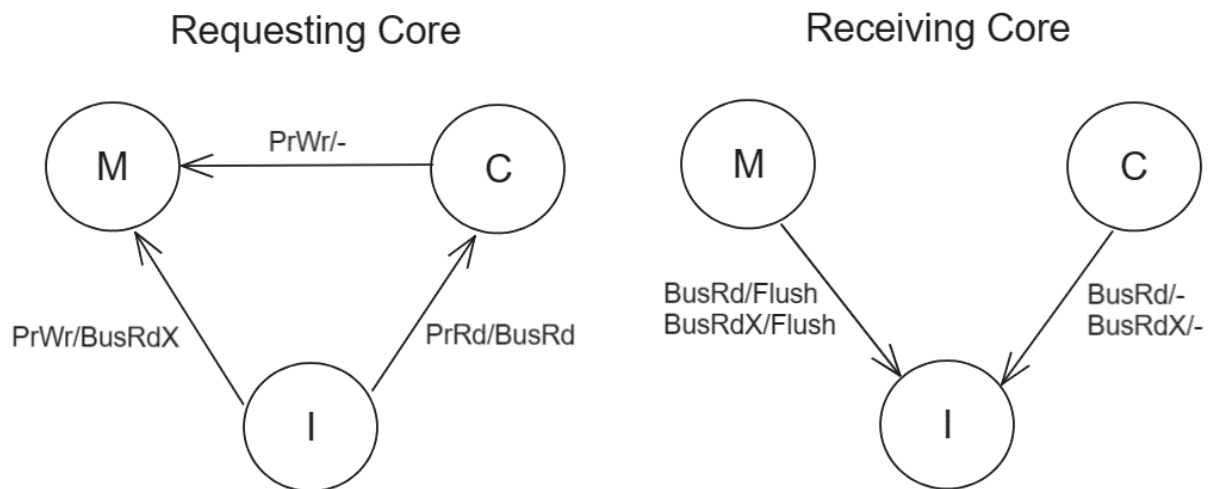 Requesting Core
Receiving Core
M
PrWr/-
C
PrWr/BusRdX
PrRd/BusRd
I
M
C
BusRd/Flush
BusRdX/Flush
BusRd/-
BusRdX/-
I